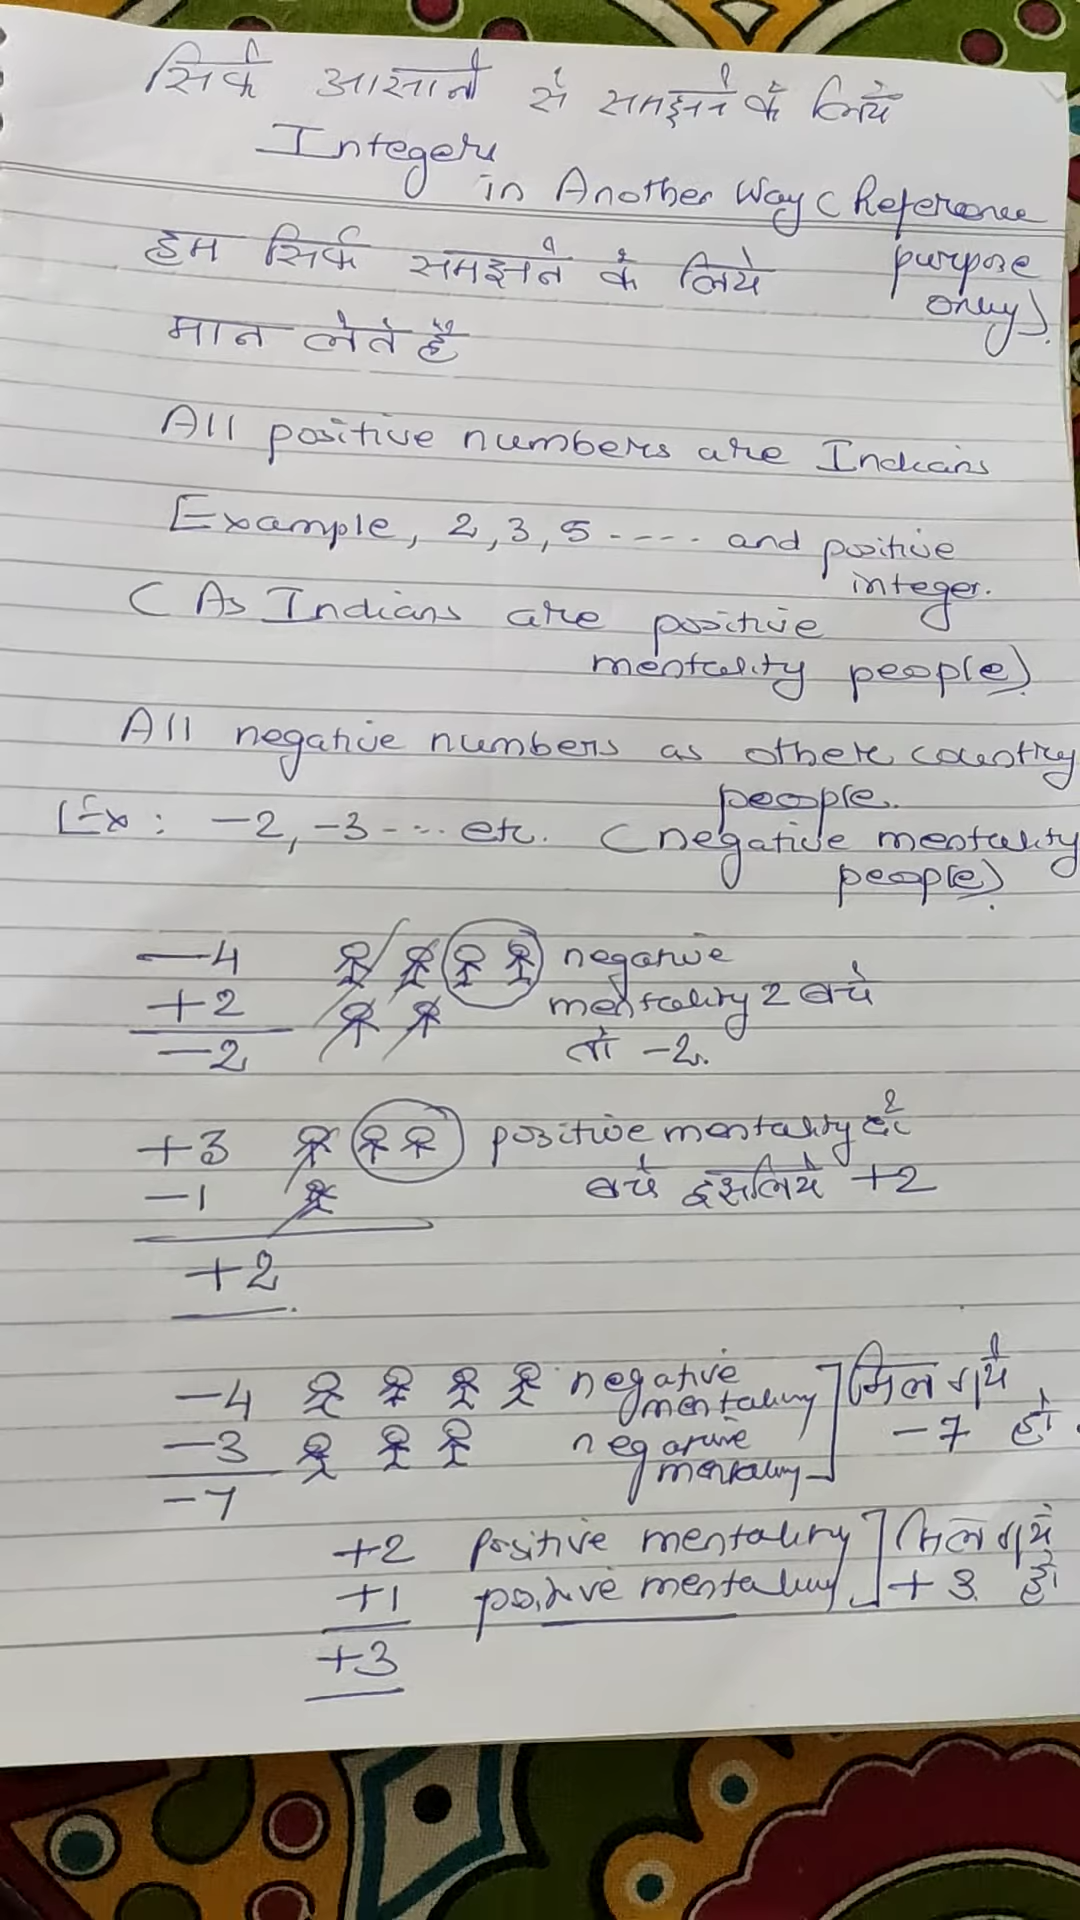 सिर्फ आसानी से समझने के लिये
Integers
in Another Way ( Reference
purpose
only).
हम सिर्फ समझने के लिये
मान लेते हैं
All positive numbers are Indians
Example, 2, 3, 5 ..... and positive
integer.
( As Indians are positive
mentality people)
All negative numbers as other country
people.
Ex: -2, -3 .... etc. ( negative mentality
people).
-4 negative
+2 mentality 2 बचे
-2 तो -2.
+3 positive mentality के 2
-1 बचे इसलिये +2
+2
-4 negative mentality ] मिल गये
-3 negative mentality -7 हो
-7
+2 positive mentality ] मिल गये
+1 positive mentality +3 हो
+3